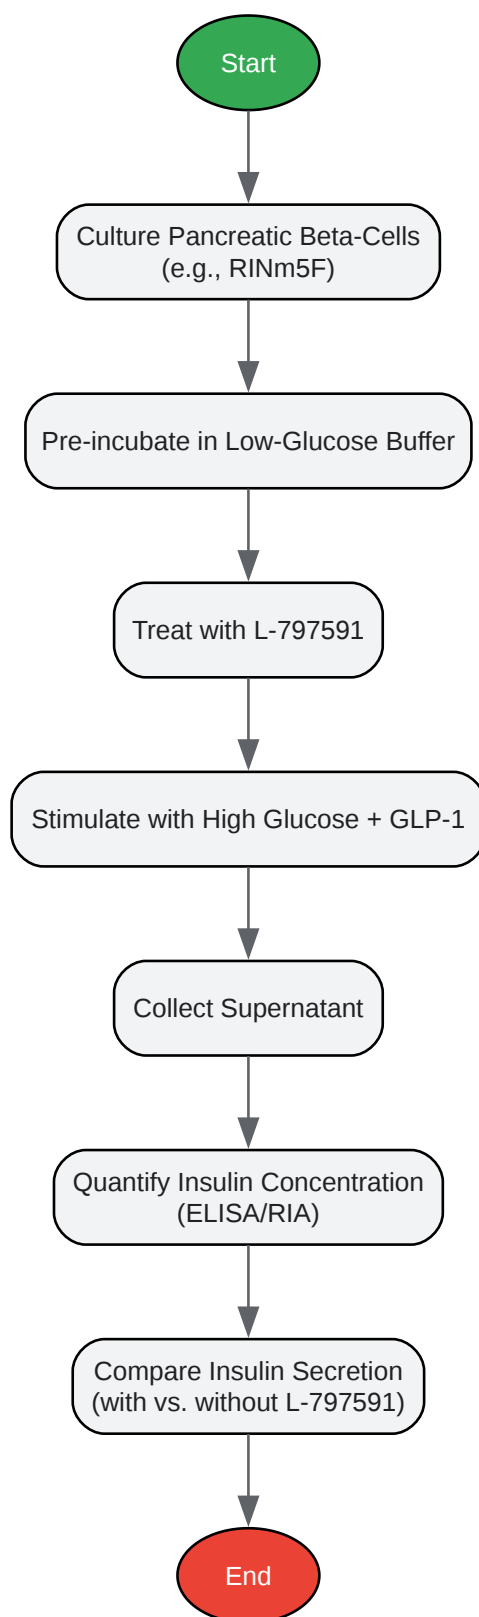 Start
Culture Pancreatic Beta-Cells
(e.g., RINm5F)
Pre-incubate in Low-Glucose Buffer
Treat with L-797591
Stimulate with High Glucose + GLP-1
Collect Supernatant
Quantify Insulin Concentration
(ELISA/RIA)
Compare Insulin Secretion
(with vs. without L-797591)
End